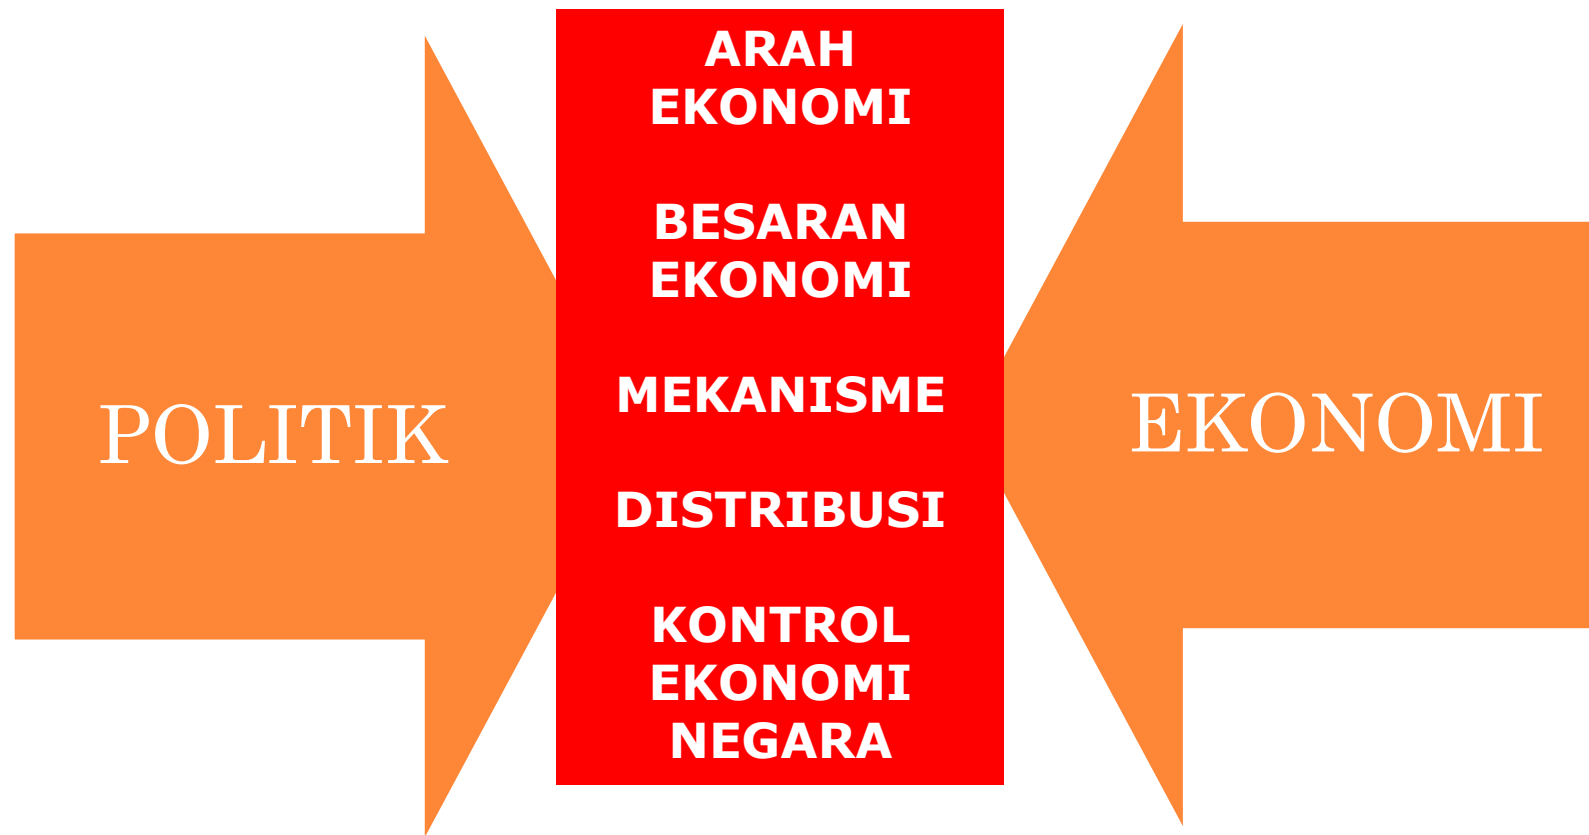 POLITIK
ARAH
EKONOMI
BESARAN
EKONOMI
MEKANISME
DISTRIBUSI
KONTROL
EKONOMI
NEGARA
EKONOMI